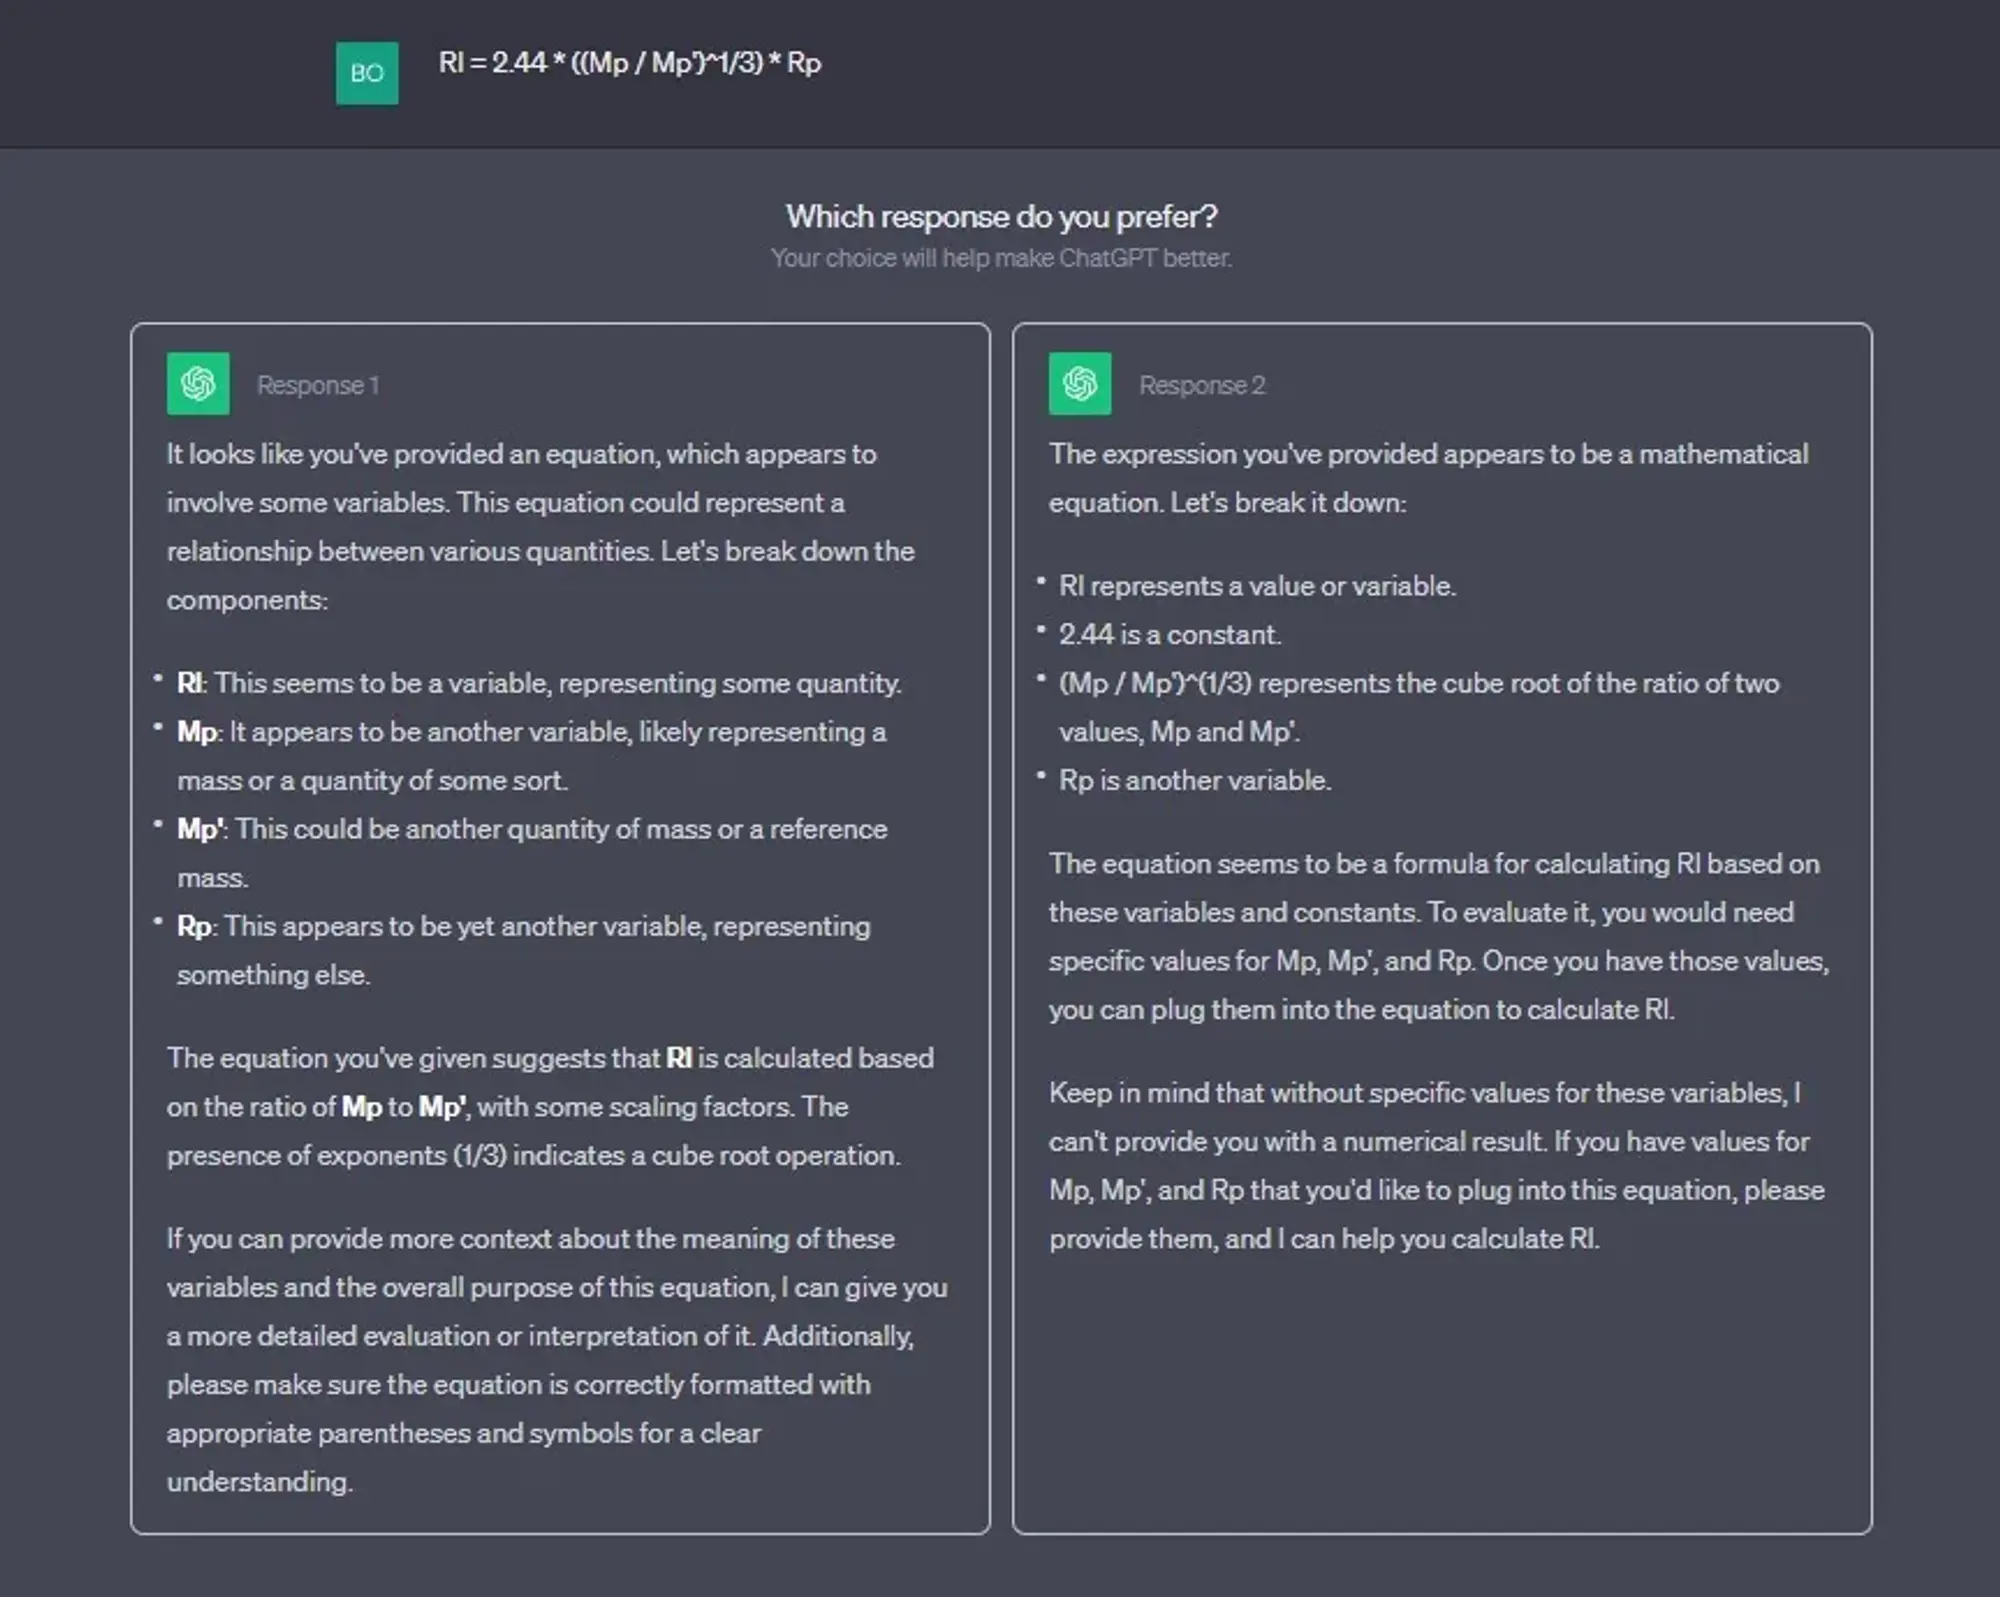 BO
RI = 2.44 * ((Mp / Mp')^1/3) * Rp
Which response do you prefer?
Your choice will help make ChatGPT better.
Response 1
It looks like you've provided an equation, which appears to
involve some variables. This equation could represent a
relationship between various quantities. Let's break down the
components:
• RI: This seems to be a variable, representing some quantity.
• Mp: It appears to be another variable, likely representing a
mass or a quantity of some sort.
• Mp': This could be another quantity of mass or a reference
mass.
• Rp: This appears to be yet another variable, representing
something else.
The equation you've given suggests that RI is calculated based
on the ratio of Mp to Mp', with some scaling factors. The
presence of exponents (1/3) indicates a cube root operation.
If you can provide more context about the meaning of these
variables and the overall purpose of this equation, I can give you
a more detailed evaluation or interpretation of it. Additionally,
please make sure the equation is correctly formatted with
appropriate parentheses and symbols for a clear
understanding.
Response 2
The expression you've provided appears to be a mathematical
equation. Let's break it down:
• RI represents a value or variable.
• 2.44 is a constant.
• (Mp / Mp')^(1/3) represents the cube root of the ratio of two
values, Mp and Mp'.
• Rp is another variable.
The equation seems to be a formula for calculating RI based on
these variables and constants. To evaluate it, you would need
specific values for Mp, Mp', and Rp. Once you have those values,
you can plug them into the equation to calculate RI.
Keep in mind that without specific values for these variables, I
can't provide you with a numerical result. If you have values for
Mp, Mp', and Rp that you'd like to plug into this equation, please
provide them, and I can help you calculate RI.